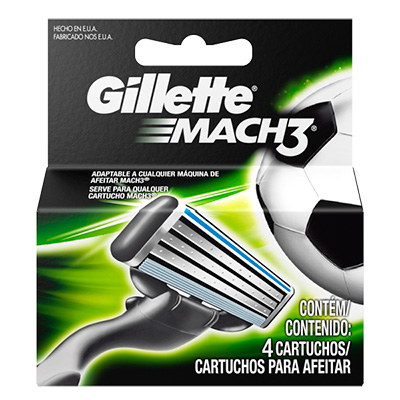 HECHO EN E.U.A.
FABRICADO NOS E.U.A.
Gillette®
MACH3®
ADAPTABLE A CUALQUIER MÁQUINA DE
AFEITAR MACH3®
SERVE PARA QUALQUER
CARTUCHO MACH3®
CONTÉM/
CONTENIDO:
4 CARTUCHOS/
CARTUCHOS PARA AFEITAR